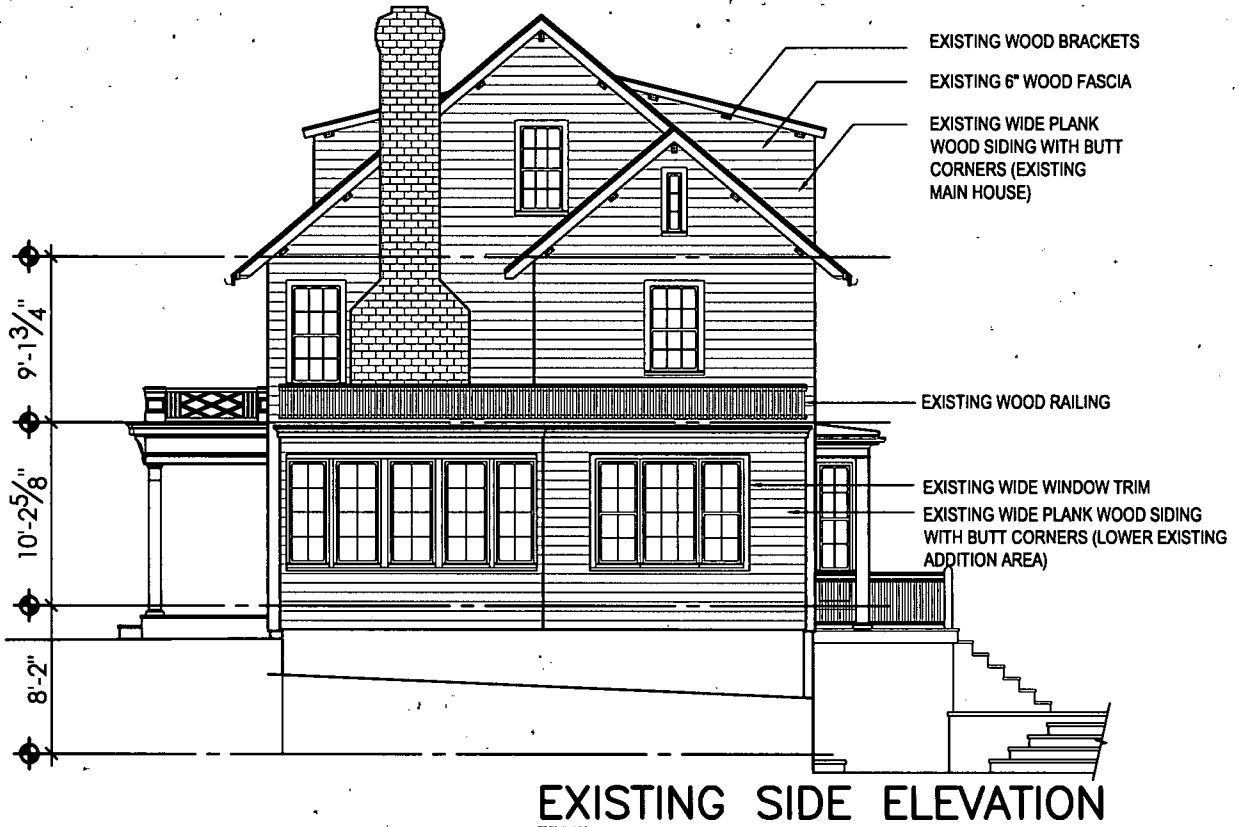 EXISTING WOOD BRACKETS
EXISTING 6" WOOD FASCIA
EXISTING WIDE PLANK
WOOD SIDING WITH BUTT
CORNERS (EXISTING
MAIN HOUSE)
9'-1 3/4"
EXISTING WOOD RAILING
10'-2 5/8"
EXISTING WIDE WINDOW TRIM
EXISTING WIDE PLANK WOOD SIDING
WITH BUTT CORNERS (LOWER EXISTING
ADDITION AREA)
8'-2"
EXISTING SIDE ELEVATION